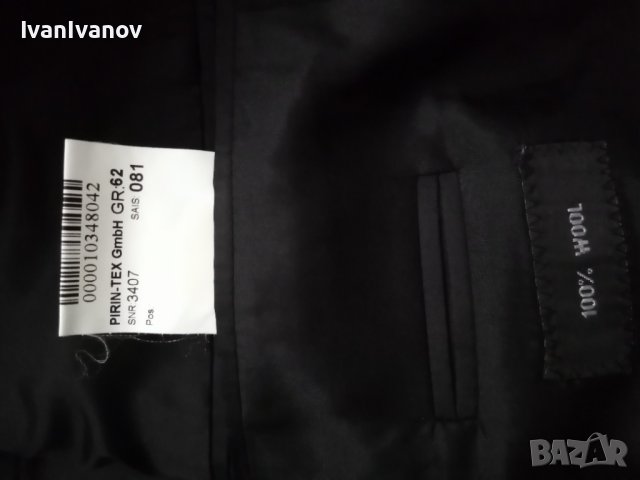 IvanIvanov
000010348042
PIRIN-TEX GmbH GR:62
SNR 3407 SAIS 081
Pos
100% WOOL
BAZAR